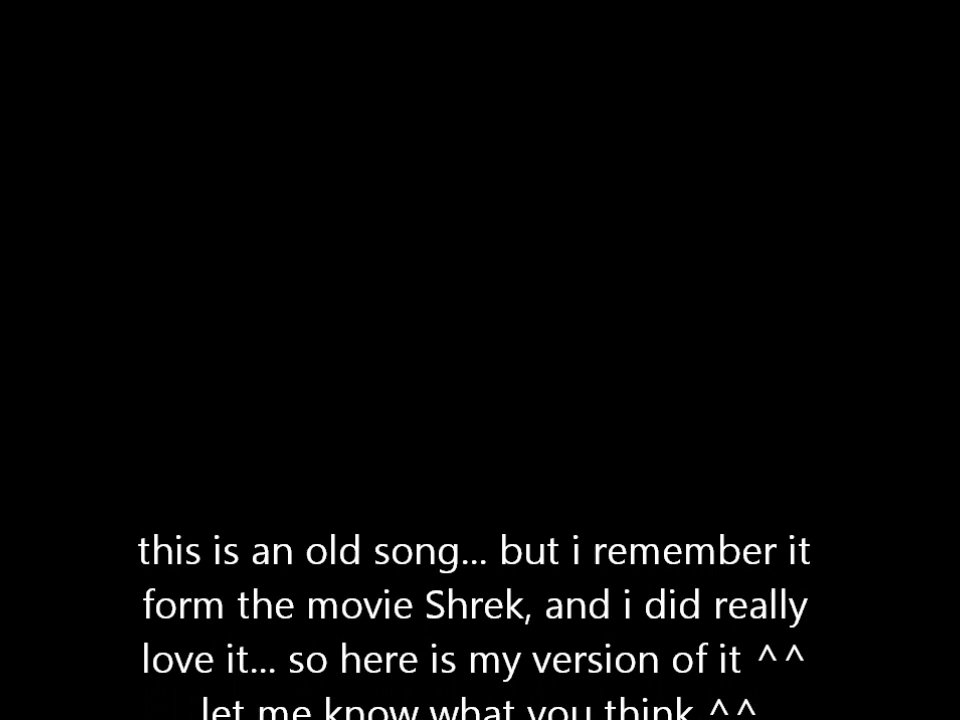 this is an old song... but i remember it
form the movie Shrek, and i did really
love it... so here is my version of it ^^
let me know what you think ^^